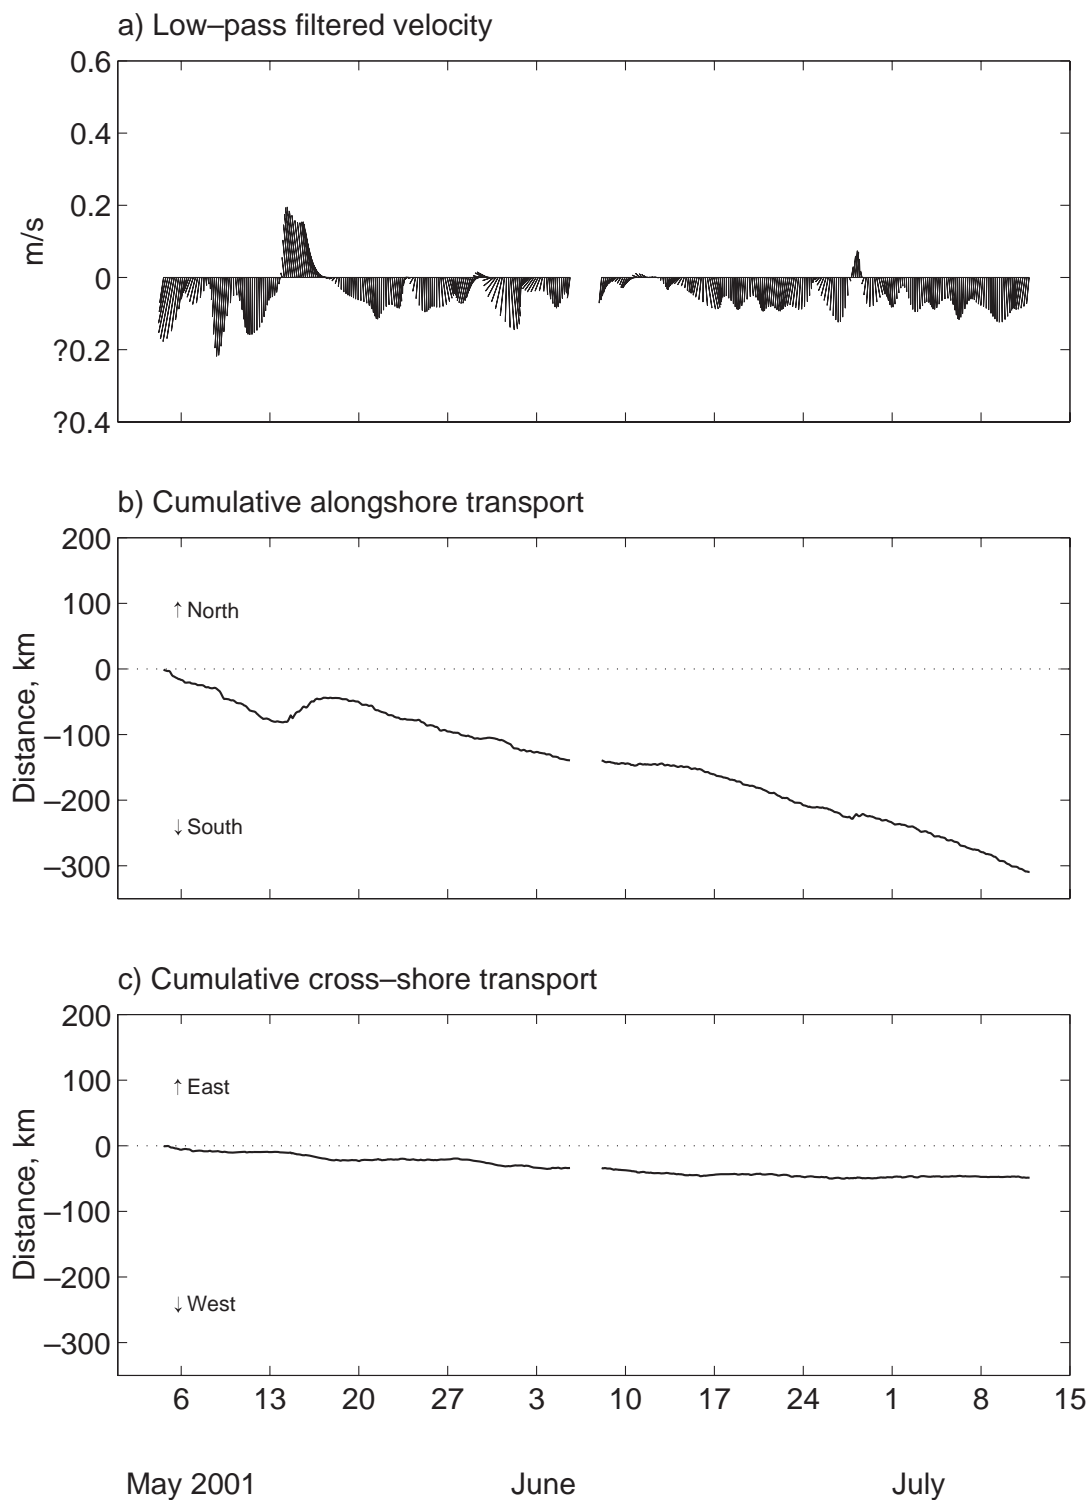 a) Low–pass filtered velocity
0.6
0.4
0.2
0
?0.2
?0.4
m/s
b) Cumulative alongshore transport
200
100
0
–100
–200
–300
Distance, km
↑ North
↓ South
c) Cumulative cross–shore transport
200
100
0
–100
–200
–300
Distance, km
↑ East
↓ West
6 13 20 27 3 10 17 24 1 8 15
May 2001 June July